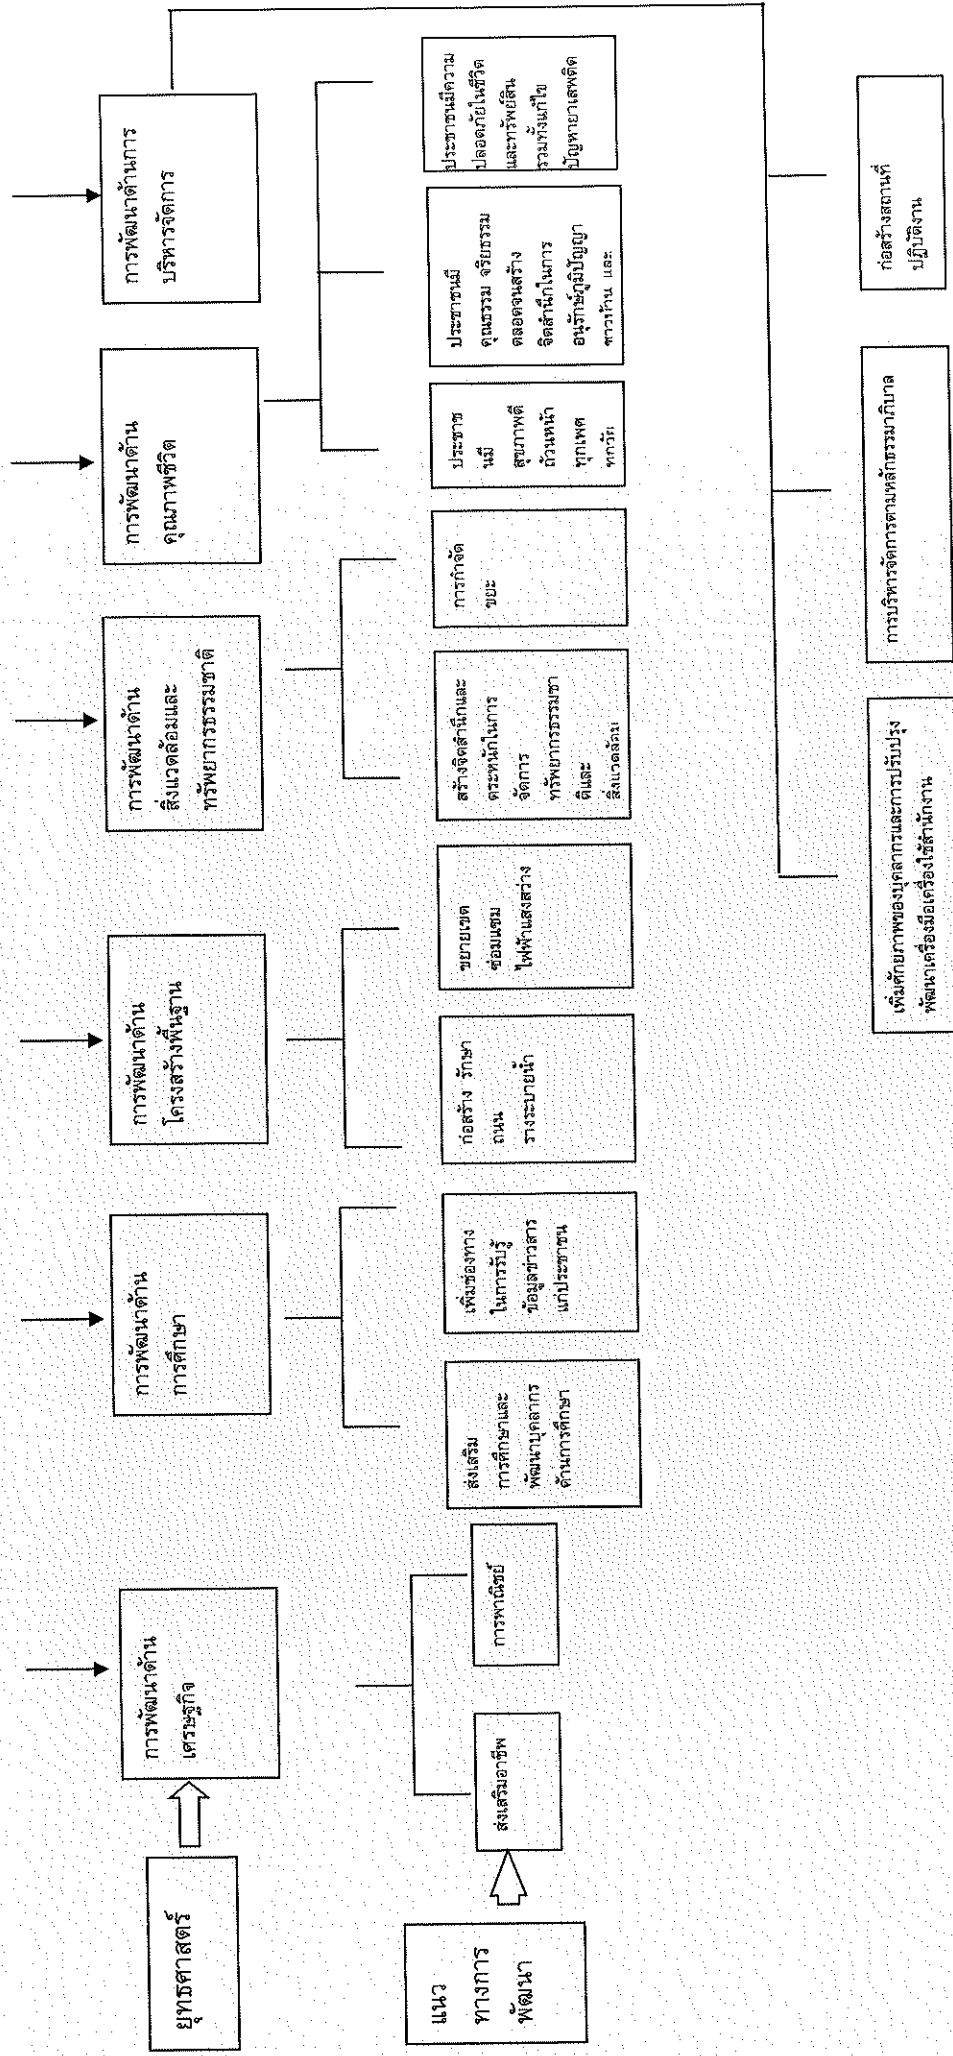 ยุทธศาสตร์
การพัฒนาด้าน
เศรษฐกิจ
การพัฒนาด้าน
การศึกษา
การพัฒนาด้าน
โครงสร้างพื้นฐาน
การพัฒนาด้าน
สิ่งแวดล้อมและ
ทรัพยากรธรรมชาติ
การพัฒนาด้าน
คุณภาพชีวิต
การพัฒนาด้านการ
บริหารจัดการ
แนว
ทางการ
พัฒนา
ส่งเสริมอาชีพ
การพาณิชย์
ส่งเสริม
การศึกษาและ
พัฒนาบุคลากร
ด้านการศึกษา
เพิ่มช่องทาง
ในการรับรู้
ข้อมูลข่าวสาร
แก่ประชาชน
ก่อสร้าง รักษา
ถนน
รางระบายน้ำ
ขยายเขต
ซ่อมแซม
ไฟฟ้าแสงสว่าง
สร้างจิตสำนึกและ
ตระหนักในการ
จัดการ
ทรัพยากรธรรมชา
ติและ
สิ่งแวดล้อม
การกำจัด
ขยะ
ประชาช
นมี
สุขภาพดี
ถ้วนหน้า
ทุกเพศ
ทุกวัย
ประชาชนมี
คุณธรรม จริยธรรม
ตลอดจนสร้าง
จิตสำนึกในการ
อนุรักษ์ภูมิปัญญา
ชาวบ้าน และ
ประชาชนมีความ
ปลอดภัยในชีวิต
และทรัพย์สิน
รวมทั้งแก้ไข
ปัญหายาเสพติด
เพิ่มศักยภาพของบุคลากรและการปรับปรุง
พัฒนาเครื่องมือเครื่องใช้สำนักงาน
การบริหารจัดการตามหลักธรรมาภิบาล
ก่อสร้างสถานที่
ปฏิบัติงาน